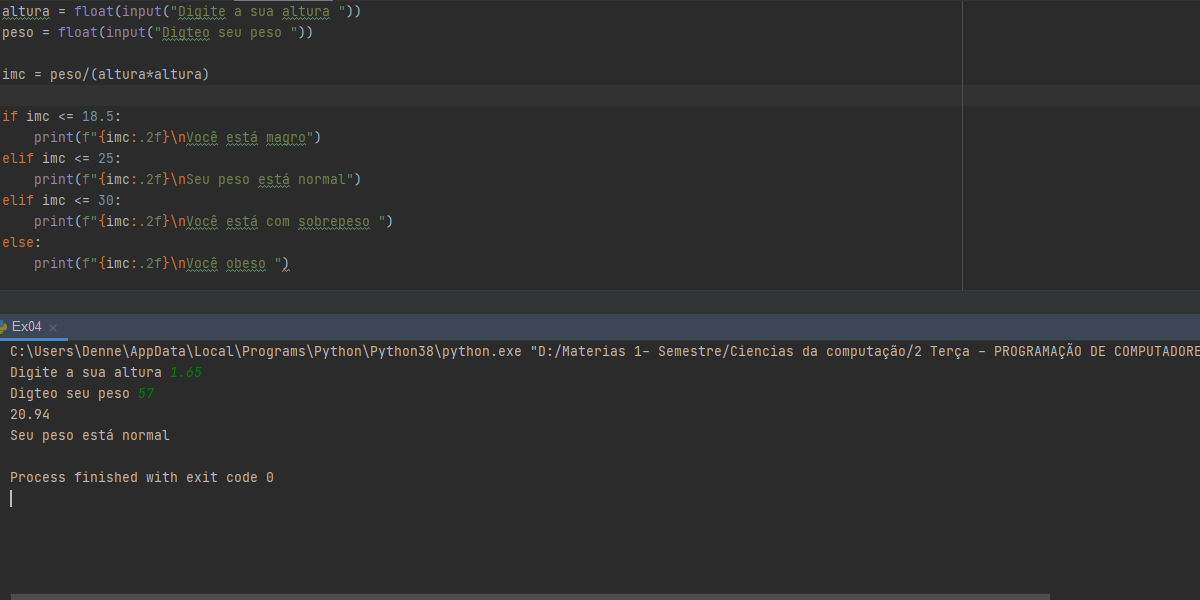 altura = float(input("Digite a sua altura "))
peso = float(input("Digteo seu peso "))
imc = peso/(altura*altura)
if imc <= 18.5:
    print(f"{imc:.2f}\nVocê está magro")
elif imc <= 25:
    print(f"{imc:.2f}\nSeu peso está normal")
elif imc <= 30:
    print(f"{imc:.2f}\nVocê está com sobrepeso ")
else:
    print(f"{imc:.2f}\nVocê obeso ")
Ex04
C:\Users\Denne\AppData\Local\Programs\Python\Python38\python.exe "D:/Materias 1- Semestre/Ciencias da computação/2 Terça - PROGRAMAÇÃO DE COMPUTADORE
Digite a sua altura 1.65
Digteo seu peso 57
20.94
Seu peso está normal
Process finished with exit code 0